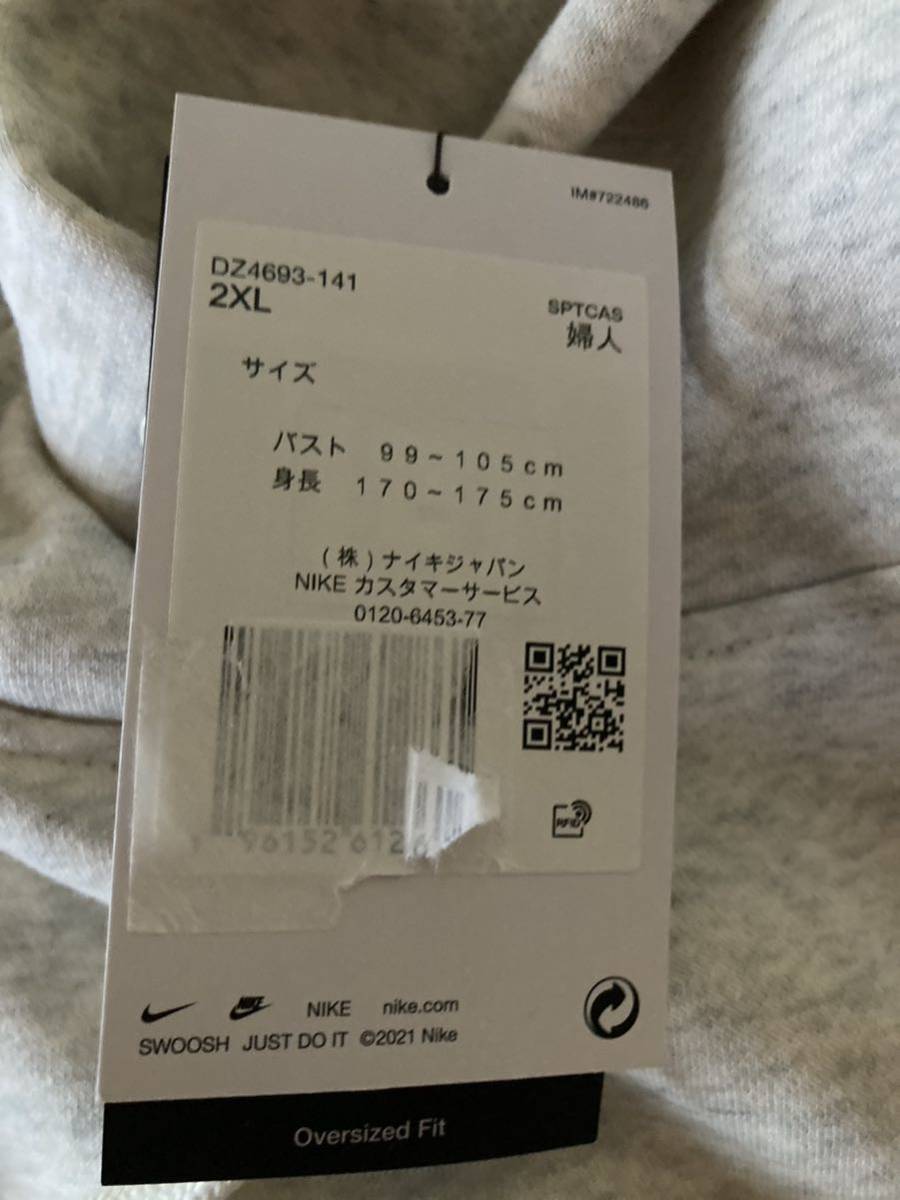 IM#722486
DZ4693-141
2XL
SPTCAS
婦人
サイズ
バスト 99~105cm
身長 170~175cm
(株)ナイキジャパン
NIKE カスタマーサービス
0120-6453-77
RFID
NIKE nike.com
SWOOSH JUST DO IT ©2021 Nike
Oversized Fit